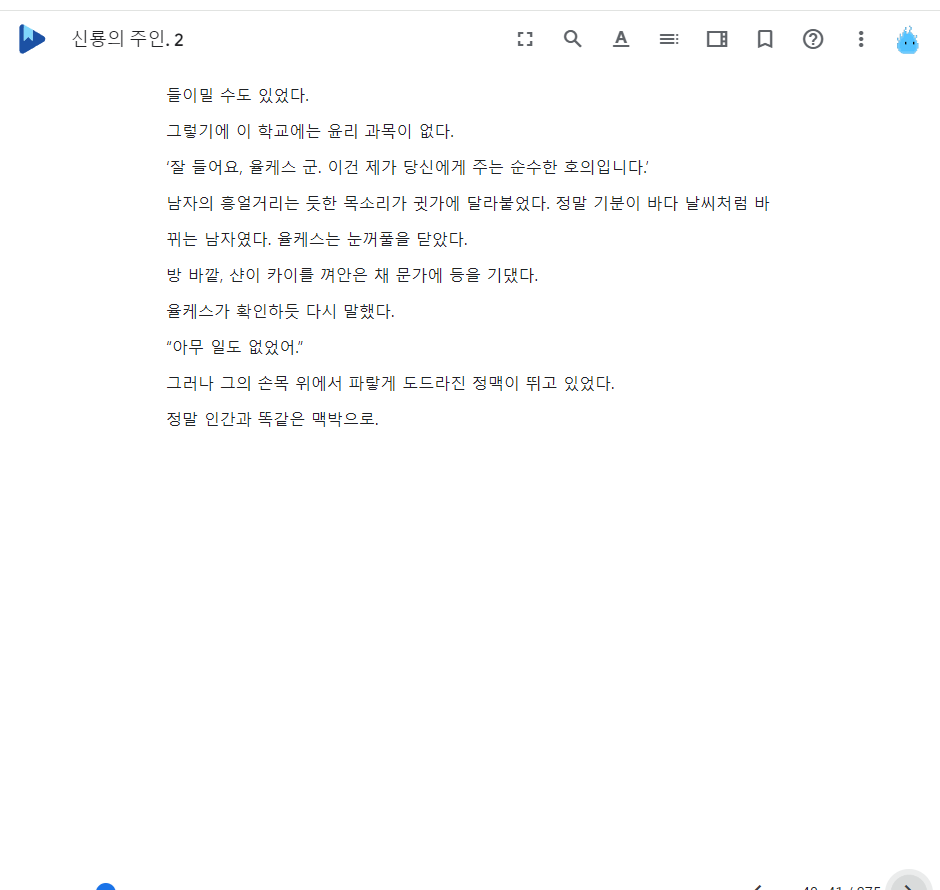 신룡의 주인. 2
들이밀 수도 있었다.
그렇기에 이 학교에는 윤리 과목이 없다.
‘잘 들어요, 율케스 군. 이건 제가 당신에게 주는 순수한 호의입니다.’
남자의 흥얼거리는 듯한 목소리가 귓가에 달라붙었다. 정말 기분이 바다 날씨처럼 바
뀌는 남자였다. 율케스는 눈꺼풀을 닫았다.
방 바깥, 샨이 카이를 껴안은 채 문가에 등을 기댔다.
율케스가 확인하듯 다시 말했다.
“아무 일도 없었어.”
그러나 그의 손목 위에서 파랗게 도드라진 정맥이 뛰고 있었다.
정말 인간과 똑같은 맥박으로.